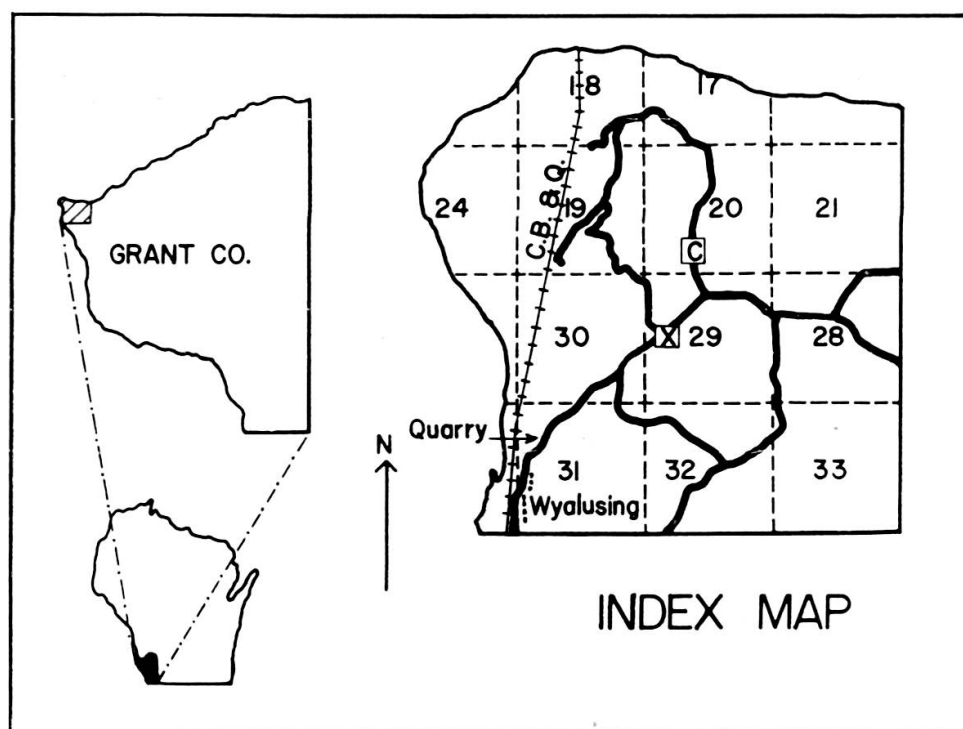 18
17
C.B. & Q.
24
19
20
21
C
GRANT CO.
30
X
29
28
Quarry
N
31
32
33
Wyalusing
INDEX MAP